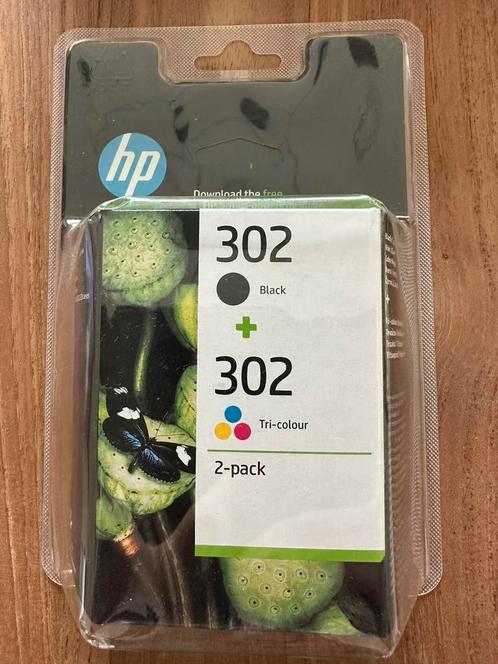 hp
Download the free
302
Black
+
302
Tri-colour
2-pack